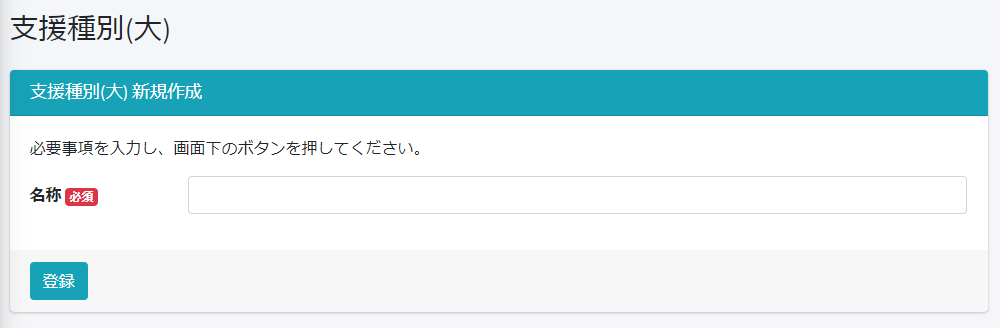 支援種別(大)
支援種別(大) 新規作成
必要事項を入力し、画面下のボタンを押してください。
名称 必須
登録